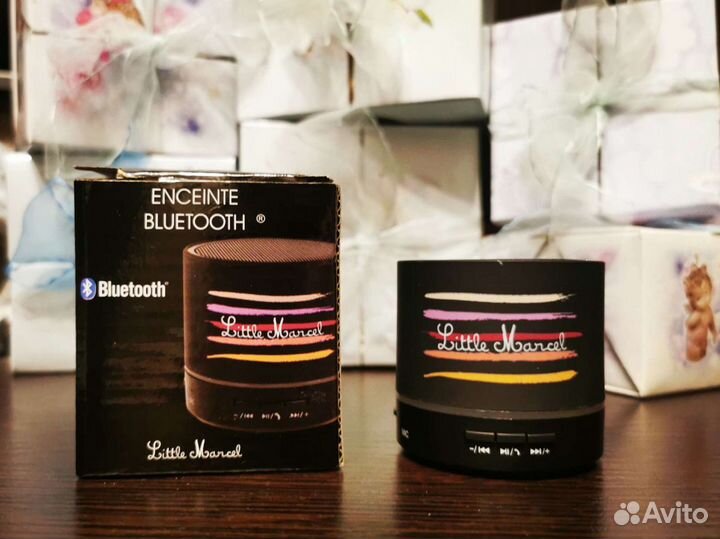 ENCEINTE
BLUETOOTH ®
Bluetooth®
Little Marcel
-/⏮ ⏯/📞 ⏭/+
Little Marcel
Little Marcel
MIC
-/⏮ ⏯/📞 ⏭/+
Avito